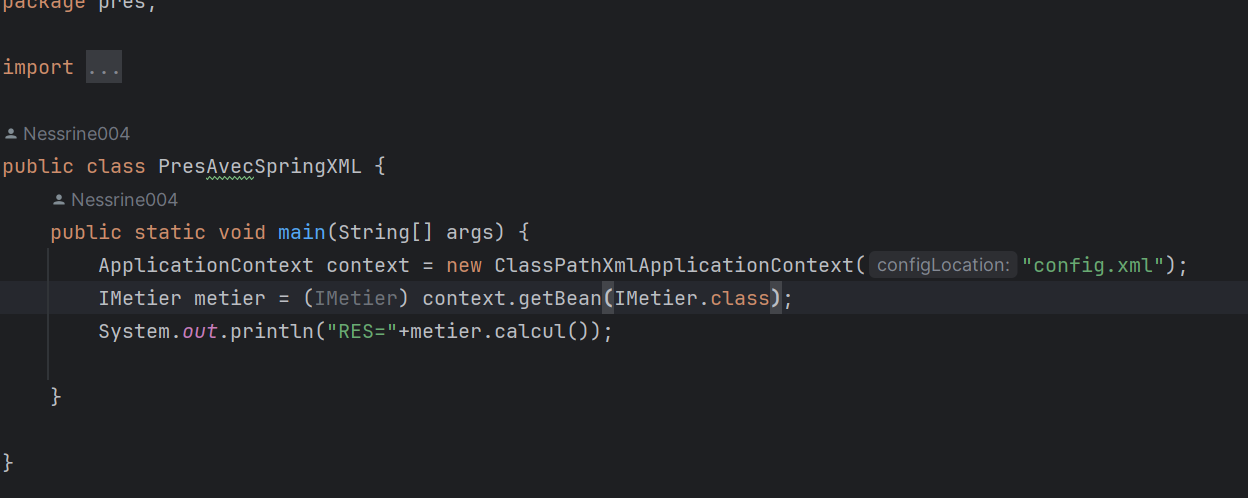 package pres;
import ...
Nessrine004
public class PresAvecSpringXML {
Nessrine004
public static void main(String[] args) {
ApplicationContext context = new ClassPathXmlApplicationContext( configLocation: "config.xml");
IMetier metier = (IMetier) context.getBean(IMetier.class);
System.out.println("RES="+metier.calcul());
}
}